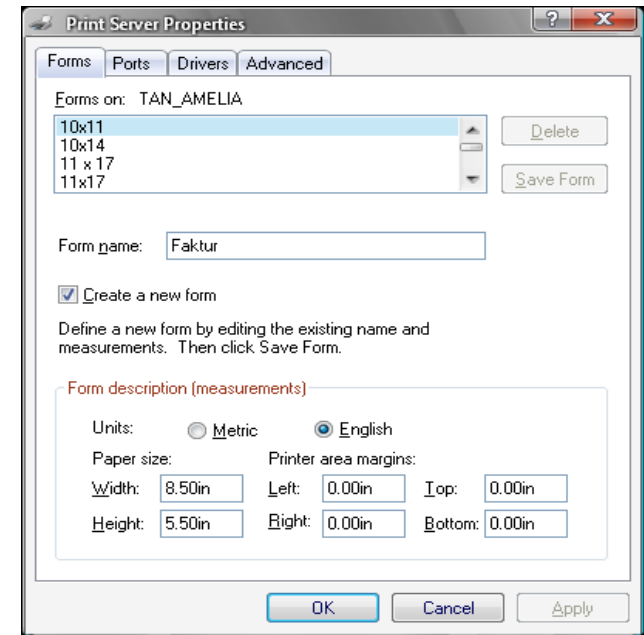 Print Server Properties
?
X
Forms Ports Drivers Advanced
Forms on: TAN_AMELIA
10x11
10x14
11 x 17
11x17
Delete
Save Form
Form name: Faktur
Create a new form
Define a new form by editing the existing name and
measurements. Then click Save Form.
Form description (measurements)
Units: Metric English
Paper size: Printer area margins:
Width: 8.50in Left: 0.00in Top: 0.00in
Height: 5.50in Right: 0.00in Bottom: 0.00in
OK Cancel Apply